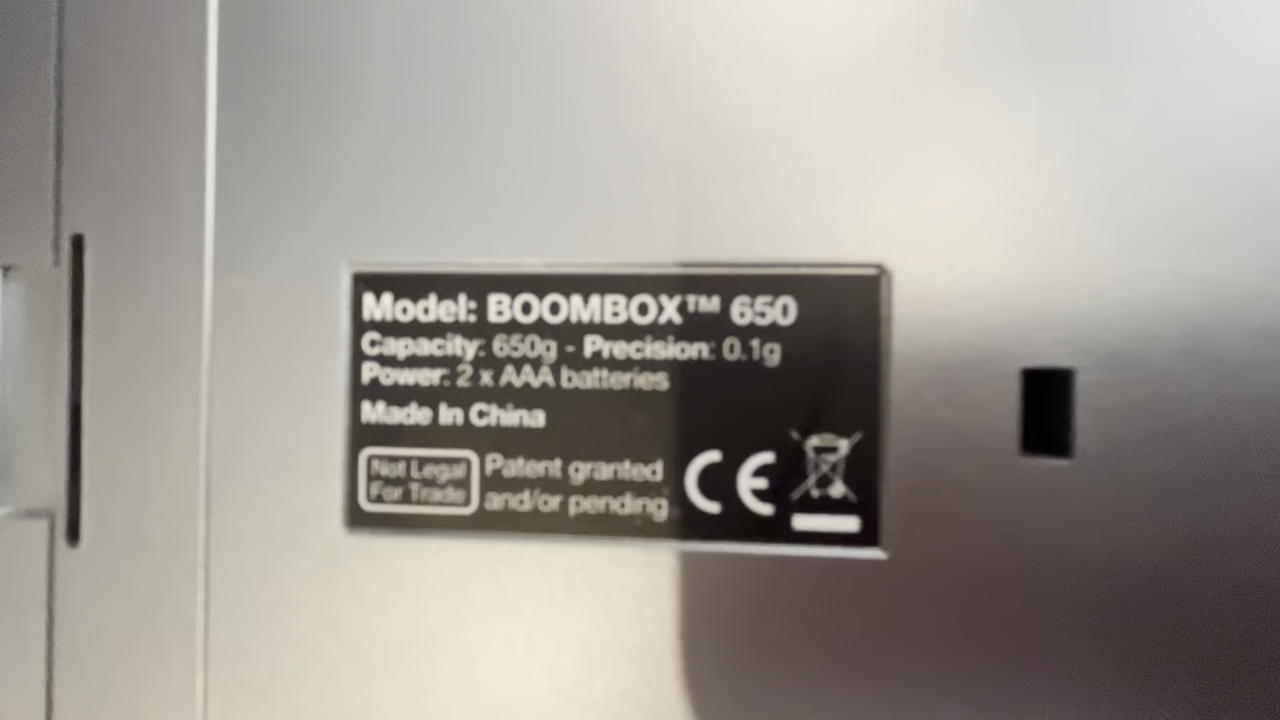 Model: BOOMBOX™ 650
Capacity: 650g - Precision: 0.1g
Power: 2 x AAA batteries
Made In China
Not Legal
For Trade
Patent granted
and/or pending
CE